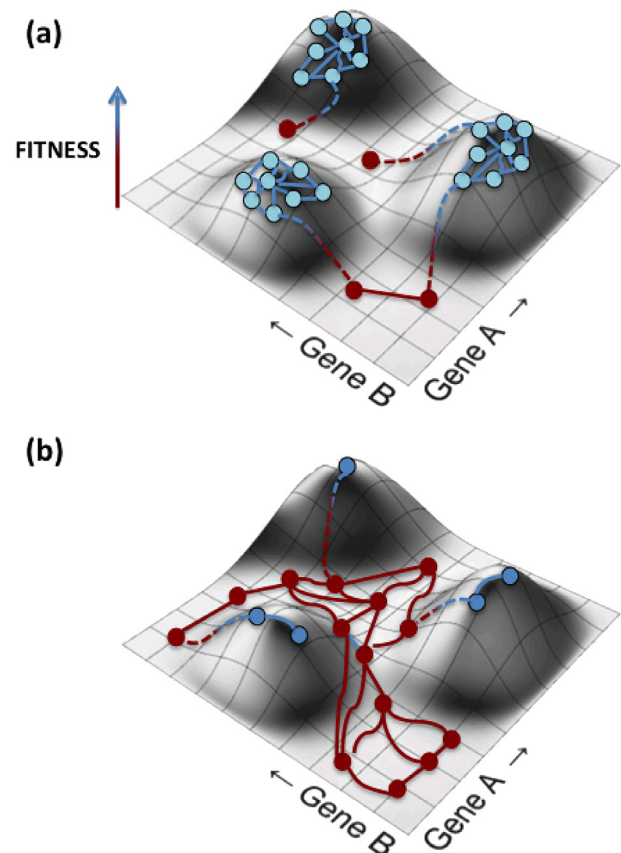 (a)
FITNESS
← Gene B
Gene A →
(b)
← Gene B
Gene A →